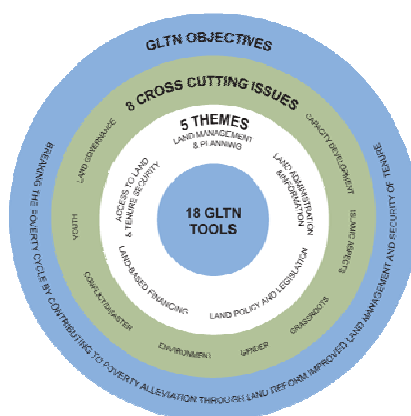 GLTN OBJECTIVES
BREAKING THE POVERTY CYCLE BY CONTRIBUTING TO POVERTY ALLEVIATION THROUGH LAND REFORM IMPROVED LAND MANAGEMENT AND SECURITY OF TENURE
8 CROSS CUTTING ISSUES
CAPACITY DEVELOPMENT
ISLAMIC ASPECTS
GRASSROOTS
GENDER
ENVIRONMENT
CONFLICT/DISASTER
YOUTH
LAND GOVERNANCE
5 THEMES
LAND MANAGEMENT
& PLANNING
LAND ADMINISTRATION
& INFORMATION
LAND POLICY AND LEGISLATION
LAND-BASED FINANCING
ACCESS TO LAND
& TENURE SECURITY
18 GLTN
TOOLS